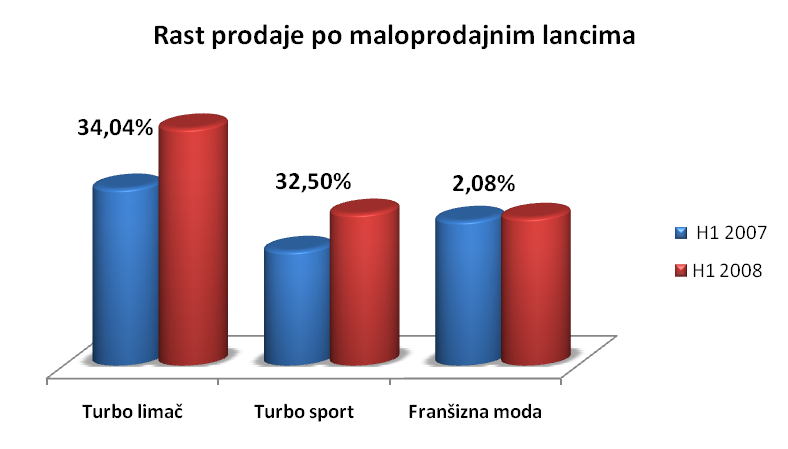 Rast prodaje po maloprodajnim lancima
34,04%
32,50%
2,08%
H1 2007
H1 2008
Turbo limač
Turbo sport
Franšizna moda